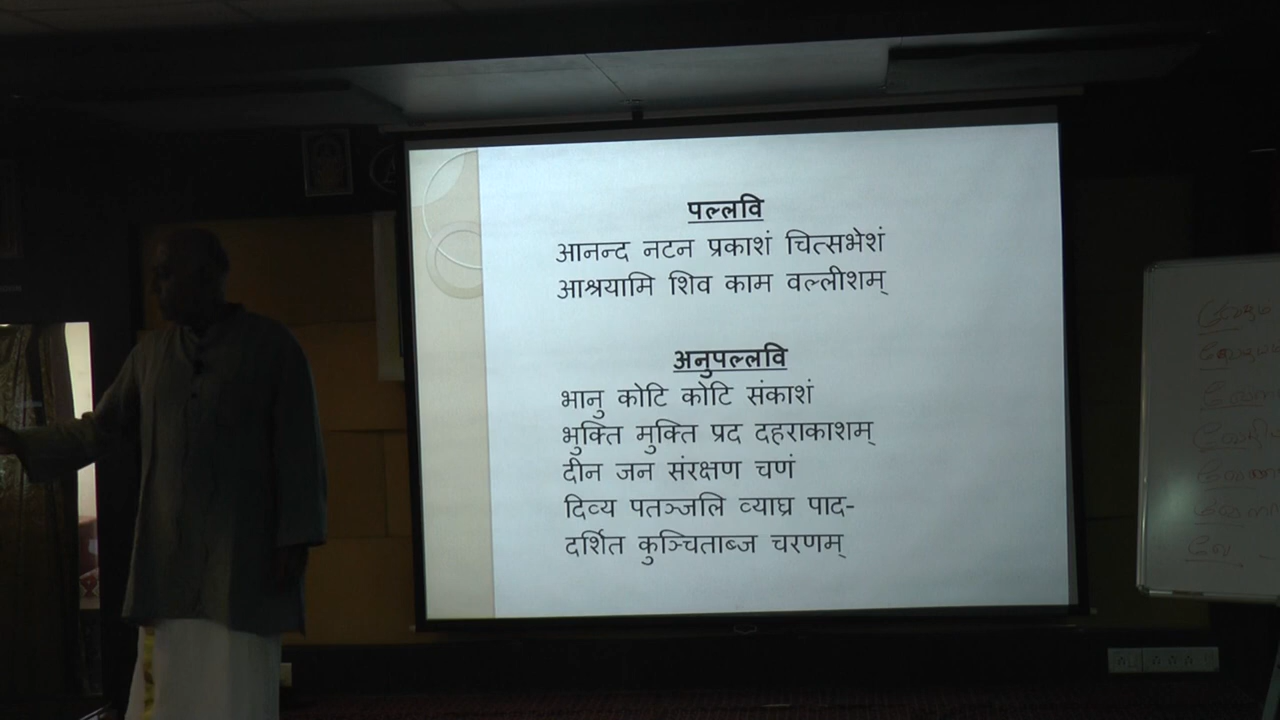 पल्लवि
आनन्द नटन प्रकाशं चित्सभेशं
आश्रयामि शिव काम वल्लीशम्
अनुपल्लवि
भानु कोटि कोटि संकाशं
भुक्ति मुक्ति प्रद दहराकाशम्
दीन जन संरक्षण चणं
दिव्य पतञ्जलि व्याघ्र पाद-
दर्शित कुञ्चिताब्ज चरणम्